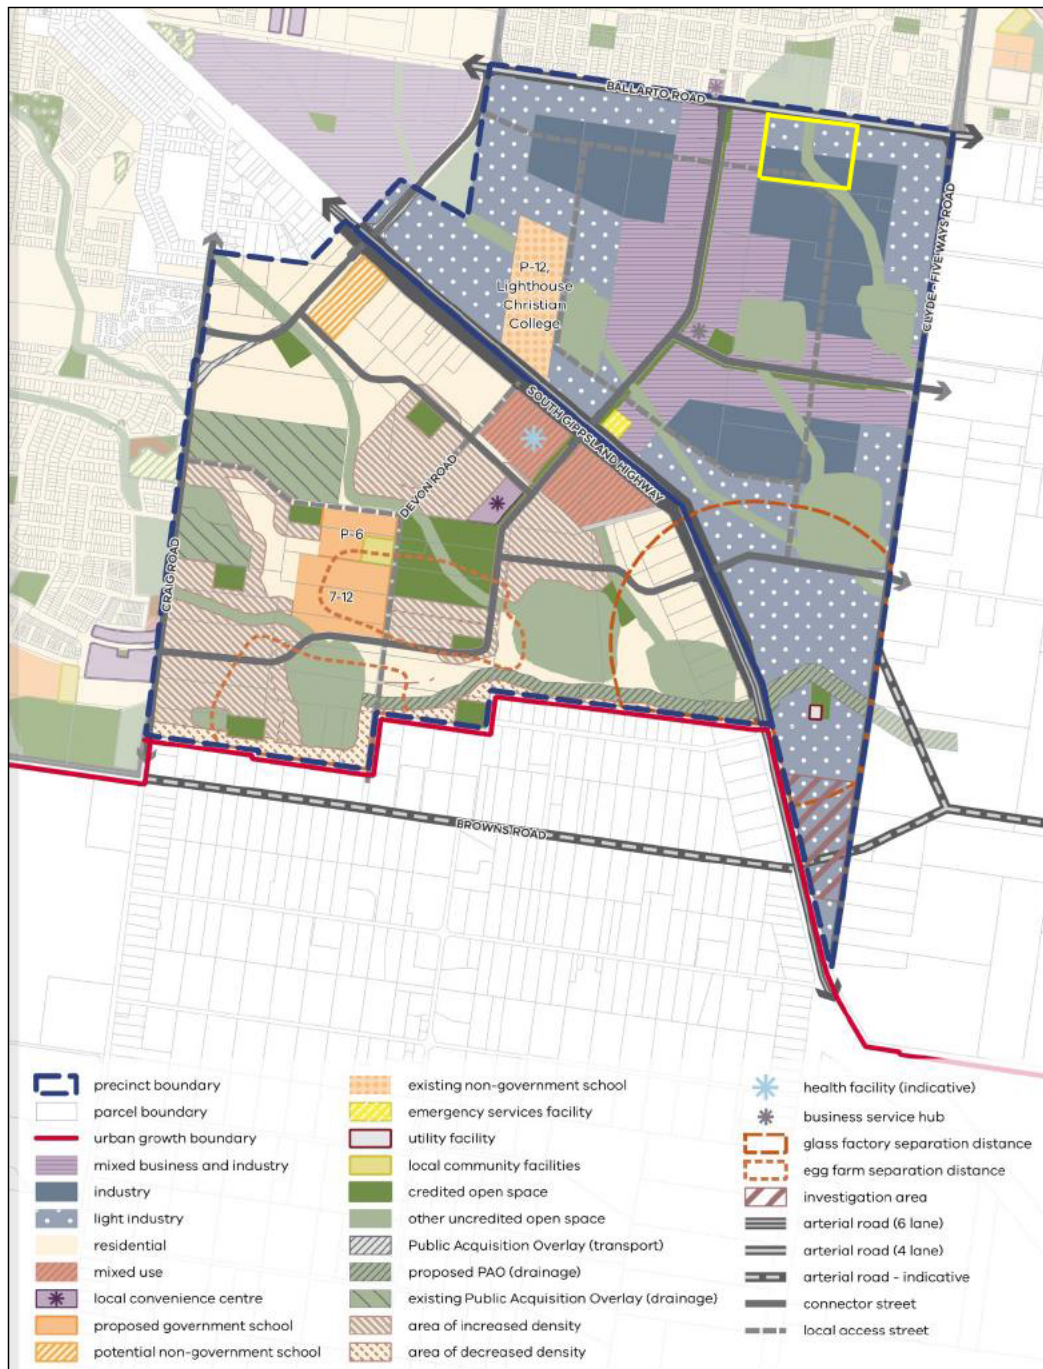 BALLARTO ROAD
CLYDE - FIVE WAYS ROAD
P-12,
Lighthouse
Christian
College
SOUTH GIPPSLAND HIGHWAY
DEVON ROAD
P-6
7-12
CRAIG ROAD
BROWNS ROAD
precinct boundary
parcel boundary
urban growth boundary
mixed business and industry
industry
light industry
residential
mixed use
local convenience centre
proposed government school
potential non-government school
existing non-government school
emergency services facility
utility facility
local community facilities
credited open space
other uncredited open space
Public Acquisition Overlay (transport)
proposed PAO (drainage)
existing Public Acquisition Overlay (drainage)
area of increased density
area of decreased density
health facility (indicative)
business service hub
glass factory separation distance
egg farm separation distance
investigation area
arterial road (6 lane)
arterial road (4 lane)
arterial road - indicative
connector street
local access street